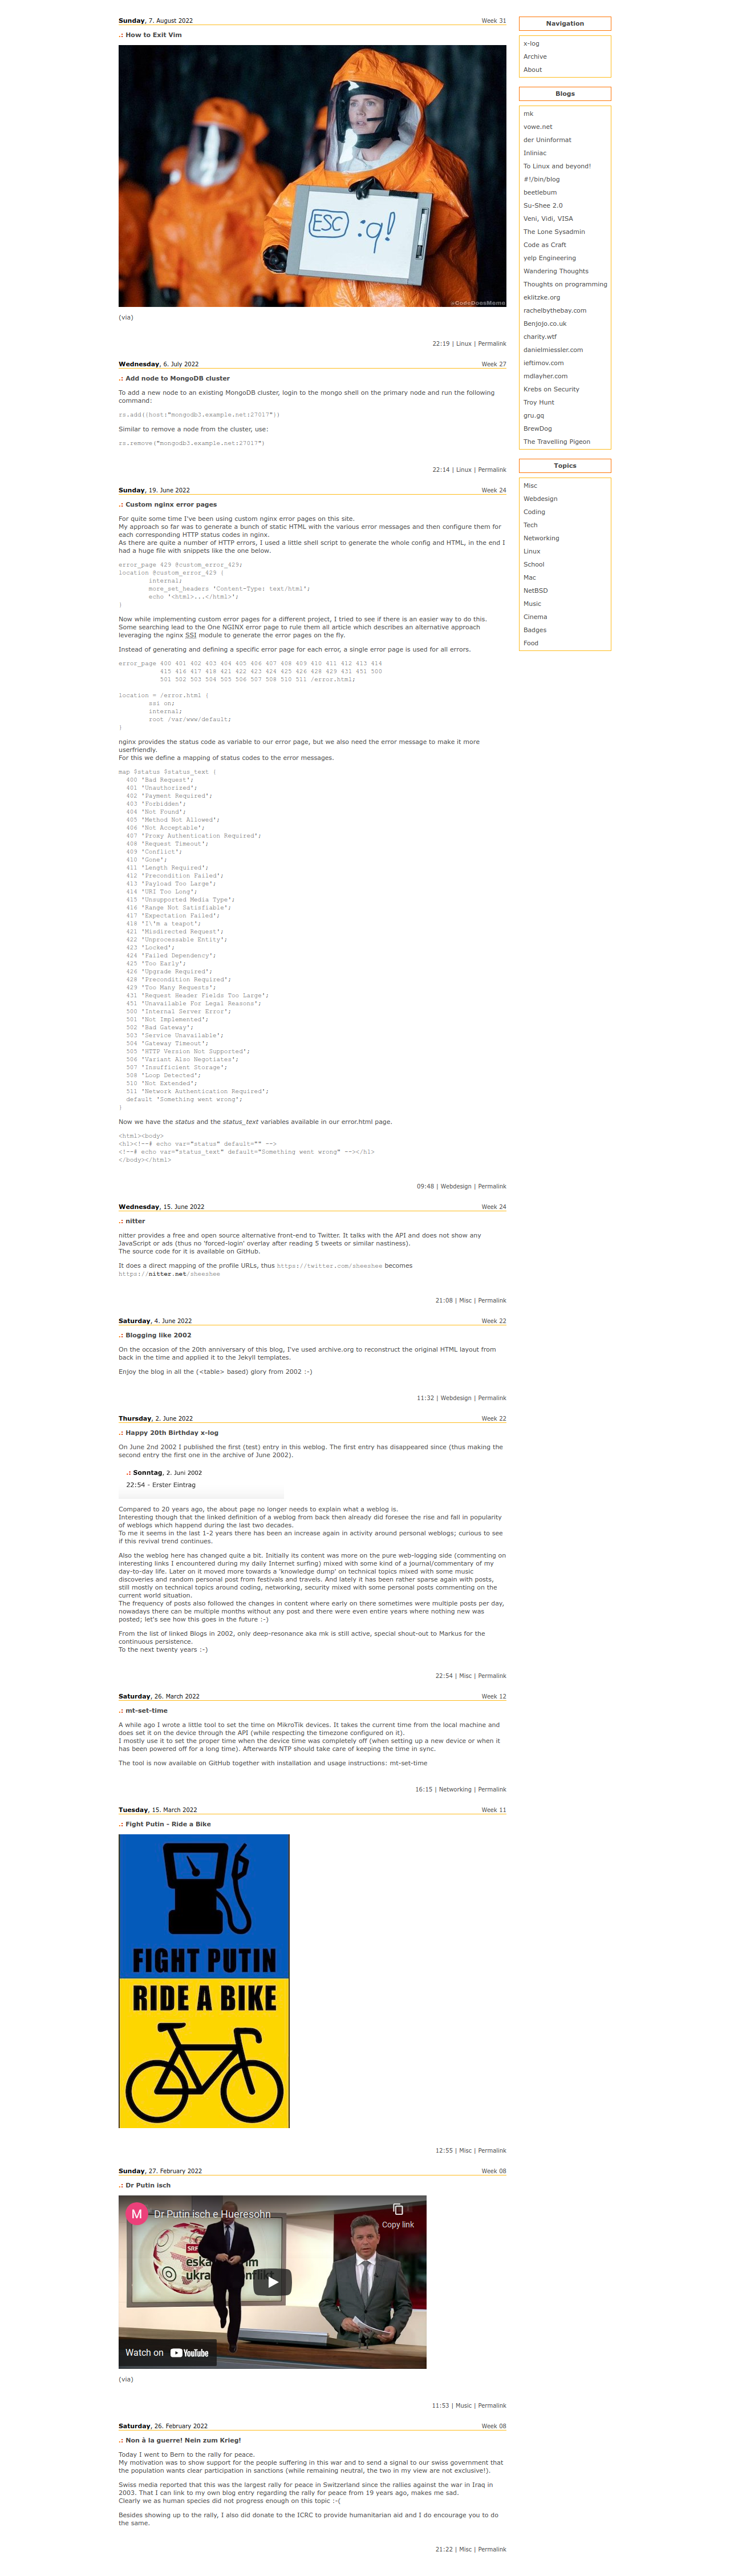 Sunday, 7. August 2022 Week 31
.: How to Exit Vim
ESC :q!
>CodeDoesMeme
(via)
22:19 | Linux | Permalink
Wednesday, 6. July 2022 Week 27
.: Add node to MongoDB cluster
To add a new node to an existing MongoDB cluster, login to the mongo shell on the primary node and run the following
command:
rs.add({host:"mongodb3.example.net:27017"})
Similar to remove a node from the cluster, use:
rs.remove("mongodb3.example.net:27017")
22:14 | Linux | Permalink
Sunday, 19. June 2022 Week 24
.: Custom nginx error pages
For quite some time I've been using custom nginx error pages on this site.
My approach so far was to generate a bunch of static HTML with the various error messages and then configure them for
each corresponding HTTP status codes in nginx.
As there are quite a number of HTTP errors, I used a little shell script to generate the whole config and HTML, in the end I
had a huge file with snippets like the one below.
error_page 429 @custom_error_429;
location @custom_error_429 {
internal;
more_set_headers 'Content-Type: text/html';
echo '<html>...</html>';
}
Now while implementing custom error pages for a different project, I tried to see if there is an easier way to do this.
Some searching lead to the One NGINX error page to rule them all article which describes an alternative approach
leveraging the nginx SSI module to generate the error pages on the fly.
Instead of generating and defining a specific error page for each error, a single error page is used for all errors.
error_page 400 401 402 403 404 405 406 407 408 409 410 411 412 413 414
415 416 417 418 421 422 423 424 425 426 428 429 431 451 500
501 502 503 504 505 506 507 508 510 511 /error.html;
location = /error.html {
ssi on;
internal;
root /var/www/default;
}
nginx provides the status code as variable to our error page, but we also need the error message to make it more
userfriendly.
For this we define a mapping of status codes to the error messages.
map $status $status_text {
400 'Bad Request';
401 'Unauthorized';
402 'Payment Required';
403 'Forbidden';
404 'Not Found';
405 'Method Not Allowed';
406 'Not Acceptable';
407 'Proxy Authentication Required';
408 'Request Timeout';
409 'Conflict';
410 'Gone';
411 'Length Required';
412 'Precondition Failed';
413 'Payload Too Large';
414 'URI Too Long';
415 'Unsupported Media Type';
416 'Range Not Satisfiable';
417 'Expectation Failed';
418 'I\'m a teapot';
421 'Misdirected Request';
422 'Unprocessable Entity';
423 'Locked';
424 'Failed Dependency';
425 'Too Early';
426 'Upgrade Required';
428 'Precondition Required';
429 'Too Many Requests';
431 'Request Header Fields Too Large';
451 'Unavailable For Legal Reasons';
500 'Internal Server Error';
501 'Not Implemented';
502 'Bad Gateway';
503 'Service Unavailable';
504 'Gateway Timeout';
505 'HTTP Version Not Supported';
506 'Variant Also Negotiates';
507 'Insufficient Storage';
508 'Loop Detected';
510 'Not Extended';
511 'Network Authentication Required';
default 'Something went wrong';
}
Now we have the status and the status_text variables available in our error.html page.
<html><body>
<h1><!--# echo var="status" default="" -->
<!--# echo var="status_text" default="Something went wrong" --></h1>
</body></html>
09:48 | Webdesign | Permalink
Wednesday, 15. June 2022 Week 24
.: nitter
nitter provides a free and open source alternative front-end to Twitter. It talks with the API and does not show any
JavaScript or ads (thus no 'forced-login' overlay after reading 5 tweets or similar nastiness).
The source code for it is available on GitHub.
It does a direct mapping of the profile URLs, thus https://twitter.com/sheeshee becomes
https://nitter.net/sheeshee
21:08 | Misc | Permalink
Saturday, 4. June 2022 Week 22
.: Blogging like 2002
On the occasion of the 20th anniversary of this blog, I've used archive.org to reconstruct the original HTML layout from
back in the time and applied it to the Jekyll templates.
Enjoy the blog in all the (<table> based) glory from 2002 :-)
11:32 | Webdesign | Permalink
Thursday, 2. June 2022 Week 22
.: Happy 20th Birthday x-log
On June 2nd 2002 I published the first (test) entry in this weblog. The first entry has disappeared since (thus making the
second entry the first one in the archive of June 2002).
.: Sonntag, 2. Juni 2002
22:54 - Erster Eintrag
Compared to 20 years ago, the about page no longer needs to explain what a weblog is.
Interesting though that the linked definition of a weblog from back then already did foresee the rise and fall in popularity
of weblogs which happend during the last two decades.
To me it seems in the last 1-2 years there has been an increase again in activity around personal weblogs; curious to see
if this revival trend continues.
Also the weblog here has changed quite a bit. Initially its content was more on the pure web-logging side (commenting on
interesting links I encountered during my daily Internet surfing) mixed with some kind of a journal/commentary of my
day-to-day life. Later on it moved more towards a 'knowledge dump' on technical topics mixed with some music
discoveries and random personal post from festivals and travels. And lately it has been rather sparse again with posts,
still mostly on technical topics around coding, networking, security mixed with some personal posts commenting on the
current world situation.
The frequency of posts also followed the changes in content where early on there sometimes were multiple posts per day,
nowadays there can be multiple months without any post and there were even entire years where nothing new was
posted; let's see how this goes in the future :-)
From the list of linked Blogs in 2002, only deep-resonance aka mk is still active, special shout-out to Markus for the
continuous persistence.
To the next twenty years :-)
22:54 | Misc | Permalink
Saturday, 26. March 2022 Week 12
.: mt-set-time
A while ago I wrote a little tool to set the time on MikroTik devices. It takes the current time from the local machine and
does set it on the device through the API (while respecting the timezone configured on it).
I mostly use it to set the proper time when the device time was completely off (when setting up a new device or when it
has been powered off for a long time). Afterwards NTP should take care of keeping the time in sync.
The tool is now available on GitHub together with installation and usage instructions: mt-set-time
16:15 | Networking | Permalink
Tuesday, 15. March 2022 Week 11
.: Fight Putin - Ride a Bike
FIGHT PUTIN
RIDE A BIKE
12:55 | Misc | Permalink
Sunday, 27. February 2022 Week 08
.: Dr Putin isch
M Dr Putin isch e Hueresohn
Copy link
SRF
Watch on YouTube
(via)
11:53 | Music | Permalink
Saturday, 26. February 2022 Week 08
.: Non à la guerre! Nein zum Krieg!
Today I went to Bern to the rally for peace.
My motivation was to show support for the people suffering in this war and to send a signal to our swiss government that
the population wants clear participation in sanctions (while remaining neutral, the two in my view are not exclusive!).
Swiss media reported that this was the largest rally for peace in Switzerland since the rallies against the war in Iraq in
2003. That I can link to my own blog entry regarding the rally for peace from 19 years ago, makes me sad.
Clearly we as human species did not progress enough on this topic :-(
Besides showing up to the rally, I also did donate to the ICRC to provide humanitarian aid and I do encourage you to do
the same.
21:22 | Misc | Permalink
Navigation
x-log
Archive
About
Blogs
mk
vowe.net
der Uninformat
Inliniac
To Linux and beyond!
#!/bin/blog
beetlebum
Su-Shee 2.0
Veni, Vidi, VISA
The Lone Sysadmin
Code as Craft
yelp Engineering
Wandering Thoughts
Thoughts on programming
eklitzke.org
rachelbythebay.com
Benjojo.co.uk
charity.wtf
danielmiessler.com
ieftimov.com
mdlayher.com
Krebs on Security
Troy Hunt
gru.gq
BrewDog
The Travelling Pigeon
Topics
Misc
Webdesign
Coding
Tech
Networking
Linux
School
Mac
NetBSD
Music
Cinema
Badges
Food